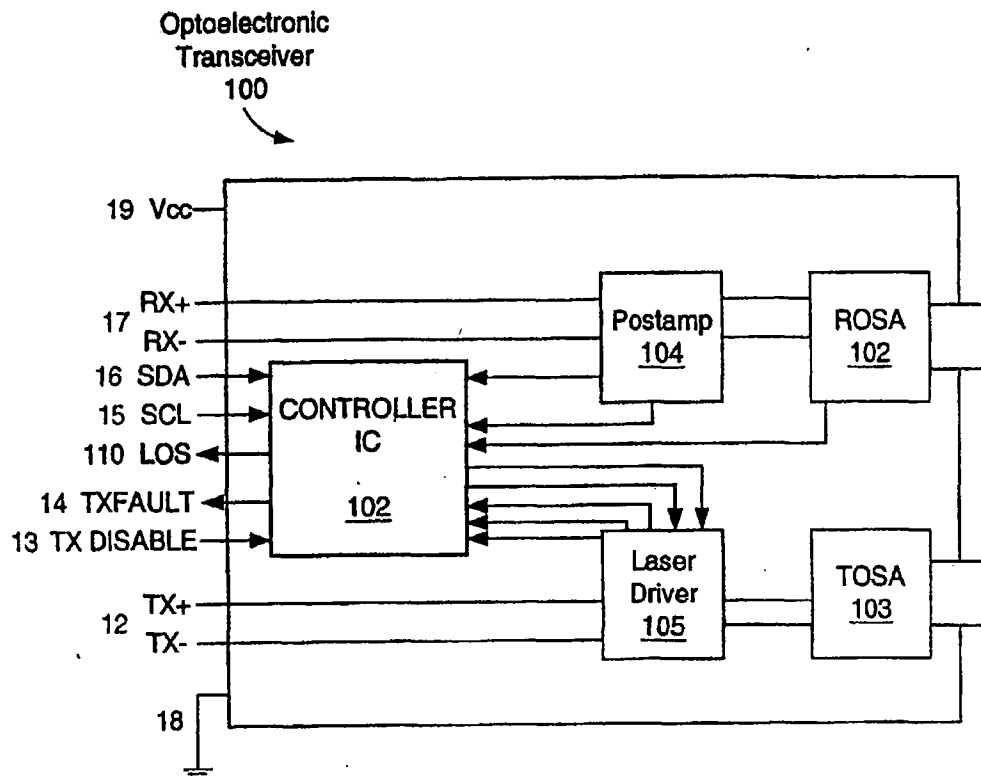 Optoelectronic
Transceiver
100
19 Vcc
17
RX+
RX-
16 SDA
15 SCL
110 LOS
14 TXFAULT
13 TX DISABLE
12
TX+
TX-
18
CONTROLLER
IC
102
Postamp
104
ROSA
102
Laser
Driver
105
TOSA
103